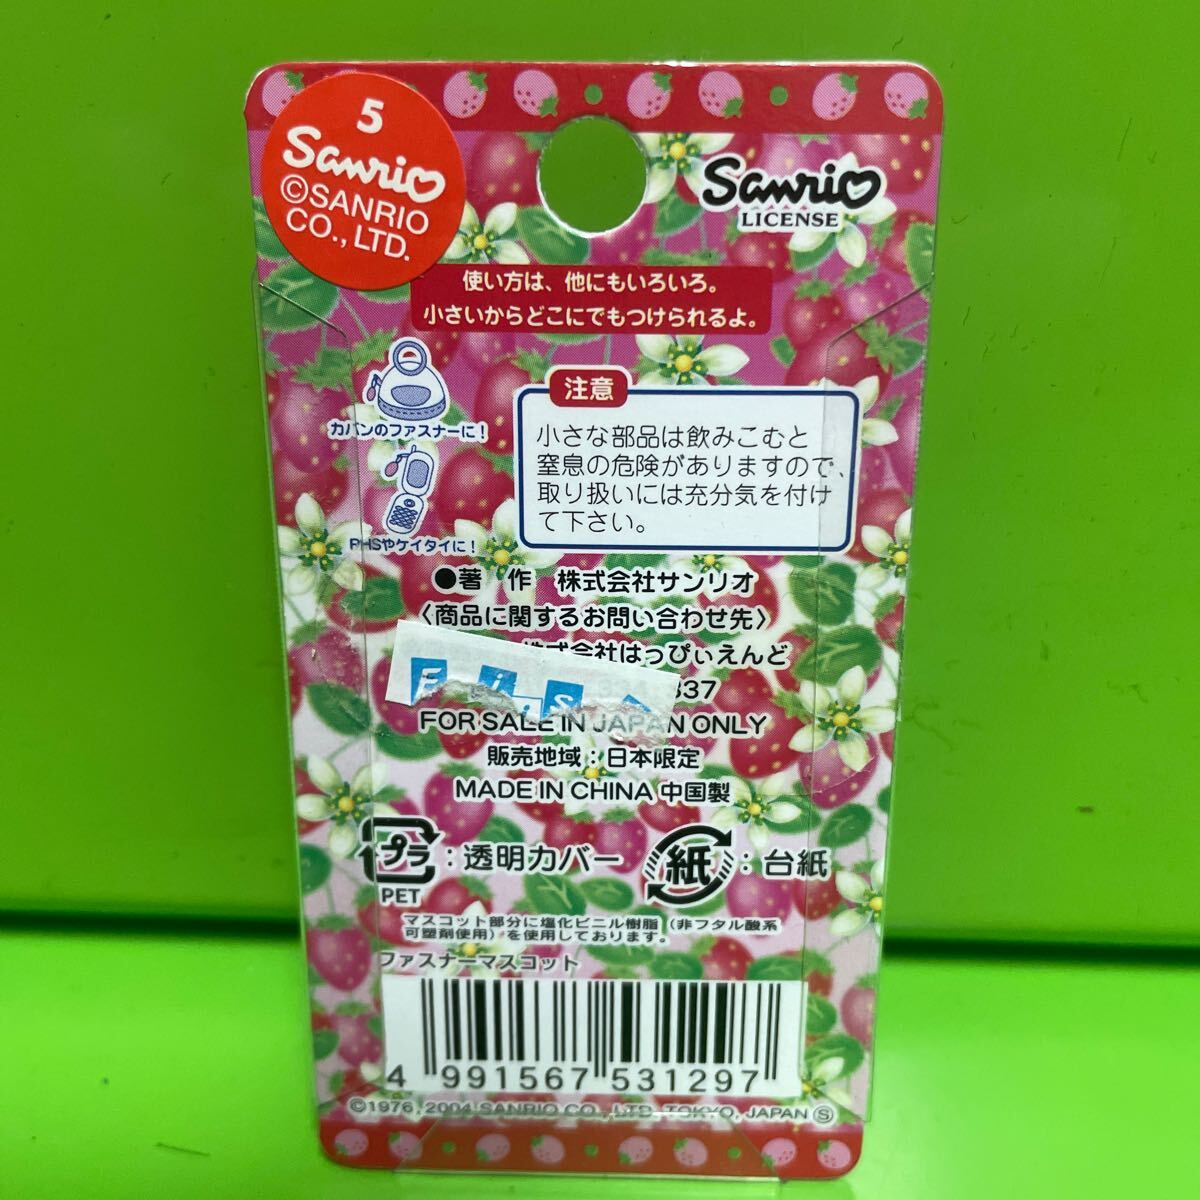 5
Sanrio
©SANRIO
CO., LTD.
Sanrio
LICENSE
使い方は、他にもいろいろ。
小さいからどこにでもつけられるよ。
カバンのファスナーに！
PHSやケイタイに！
注意
小さな部品は飲みこむと
窒息の危険がありますので、
取り扱いには充分気を付け
て下さい。
●著 作 株式会社サンリオ
〈商品に関するお問い合わせ先〉
株式会社はっぴぃえんど
337
FOR SALE IN JAPAN ONLY
販売地域：日本限定
MADE IN CHINA 中国製
プラ
PET
：透明カバー
紙
：台紙
マスコット部分に塩化ビニル樹脂（非フタル酸系
可塑剤使用）を使用しております。
ファスナーマスコット
4 991567 531297
©1976, 2004 SANRIO CO., LTD. TOKYO, JAPAN Ⓢ